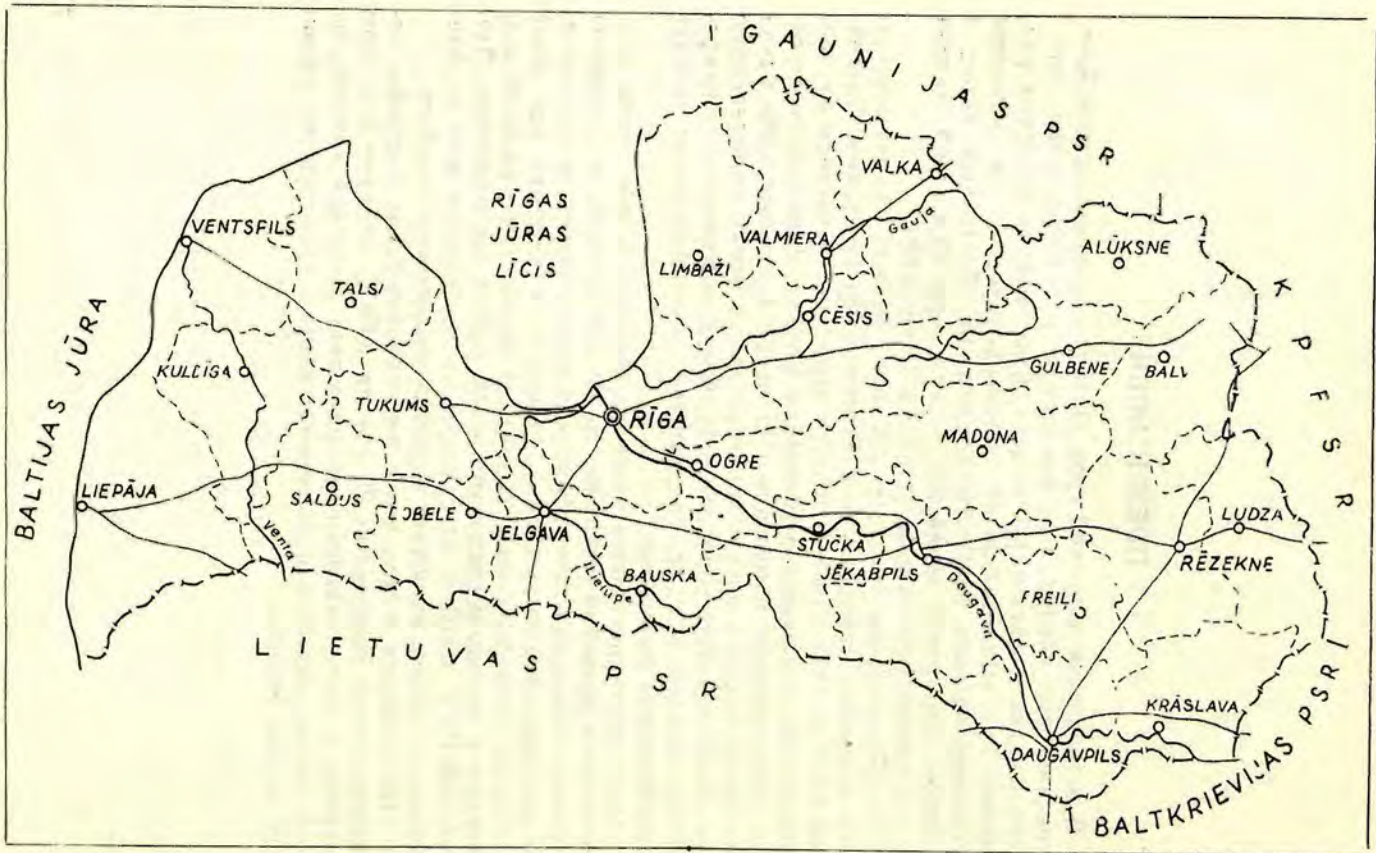 IGAUNIJAS PSR
VALKA
RĪGAS
JŪRAS
LĪCIS
Gauja
VENTSPILS
VALMIERA
ALŪKSNE
LIMBAŽI
TALSI
CĒSIS
KPFSR
BALTIJAS JŪRA
KULDĪGA
GULBENE
BALVI
TUKUMS
RĪGA
MADONA
OGRE
LIEPĀJA
SALDUS
DOBELE
JELGAVA
STUČKA
LUDZA
Venta
JĒKABPILS
RĒZEKNE
Lielupe
BAUSKA
Daugava
PREIĻI
LIETUVAS PSR
KRĀSLAVA
DAUGAVPILS
BALTKRIEVIJAS PSR